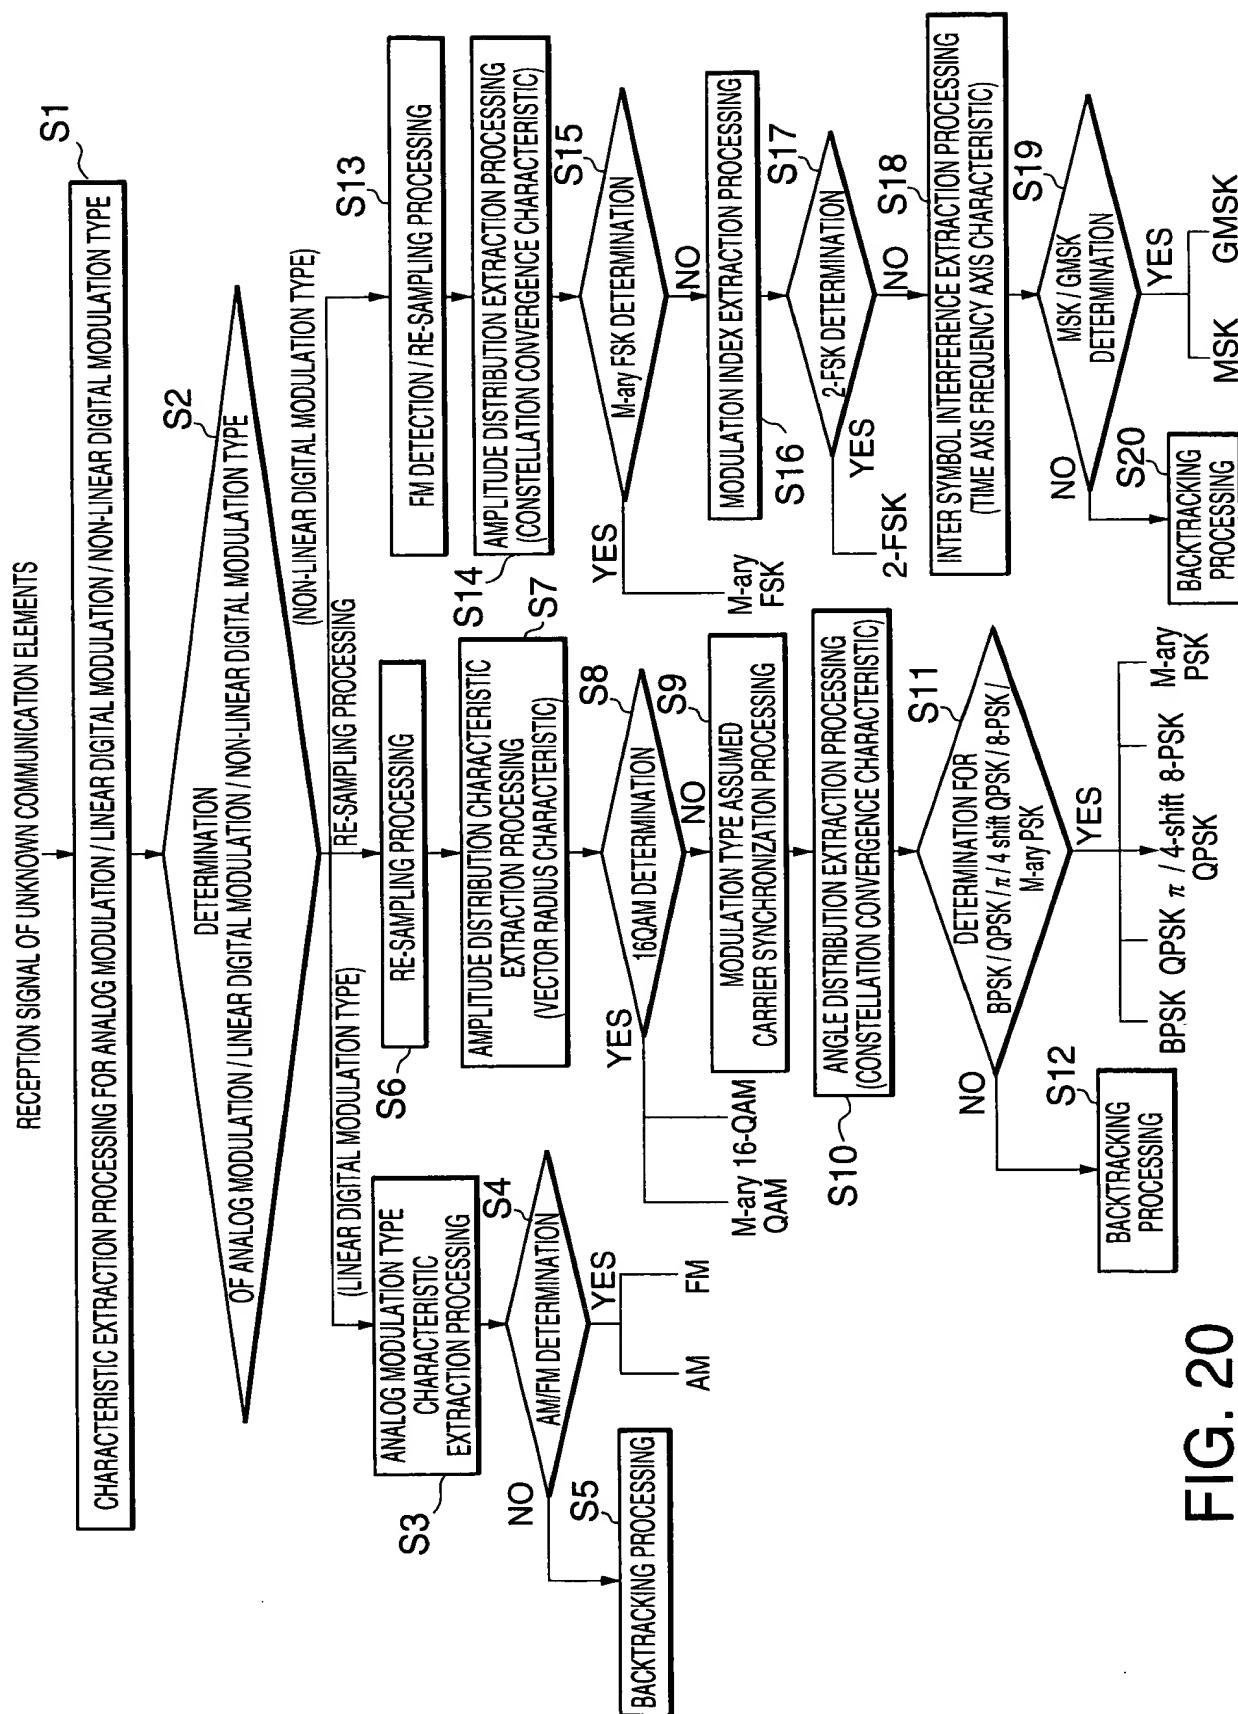 RECEPTION SIGNAL OF UNKNOWN COMMUNICATION ELEMENTS
S1
CHARACTERISTIC EXTRACTION PROCESSING FOR ANALOG MODULATION / LINEAR DIGITAL MODULATION / NON-LINEAR DIGITAL MODULATION TYPE
S2
DETERMINATION
OF ANALOG MODULATION / LINEAR DIGITAL MODULATION / NON-LINEAR DIGITAL MODULATION TYPE
(LINEAR DIGITAL MODULATION TYPE)
RE-SAMPLING PROCESSING
(NON-LINEAR DIGITAL MODULATION TYPE)
ANALOG MODULATION TYPE
CHARACTERISTIC
EXTRACTION PROCESSING
S3
AM/FM DETERMINATION
S4
NO
YES
AM
FM
S5
BACKTRACKING PROCESSING
RE-SAMPLING PROCESSING
S6
AMPLITUDE DISTRIBUTION CHARACTERISTIC
EXTRACTION PROCESSING
(VECTOR RADIUS CHARACTERISTIC)
S7
16QAM DETERMINATION
S8
YES
NO
M-ary
QAM
16-QAM
S9
MODULATION TYPE ASSUMED
CARRIER SYNCHRONIZATION PROCESSING
ANGLE DISTRIBUTION EXTRACTION PROCESSING
(CONSTELLATION CONVERGENCE CHARACTERISTIC)
S10
S11
DETERMINATION FOR
BPSK / QPSK / π / 4 shift QPSK / 8-PSK /
M-ary PSK
NO
YES
S12
BACKTRACKING
PROCESSING
BPSK
QPSK
π / 4-shift
QPSK
8-PSK
M-ary
PSK
S13
FM DETECTION / RE-SAMPLING PROCESSING
AMPLITUDE DISTRIBUTION EXTRACTION PROCESSING
(CONSTELLATION CONVERGENCE CHARACTERISTIC)
S14
S15
M-ary FSK DETERMINATION
YES
NO
M-ary
FSK
MODULATION INDEX EXTRACTION PROCESSING
S16
S17
2-FSK DETERMINATION
YES
NO
2-FSK
S18
INTER SYMBOL INTERFERENCE EXTRACTION PROCESSING
(TIME AXIS FREQUENCY AXIS CHARACTERISTIC)
S19
MSK / GMSK
DETERMINATION
NO
YES
S20
BACKTRACKING
PROCESSING
MSK
GMSK
FIG. 20